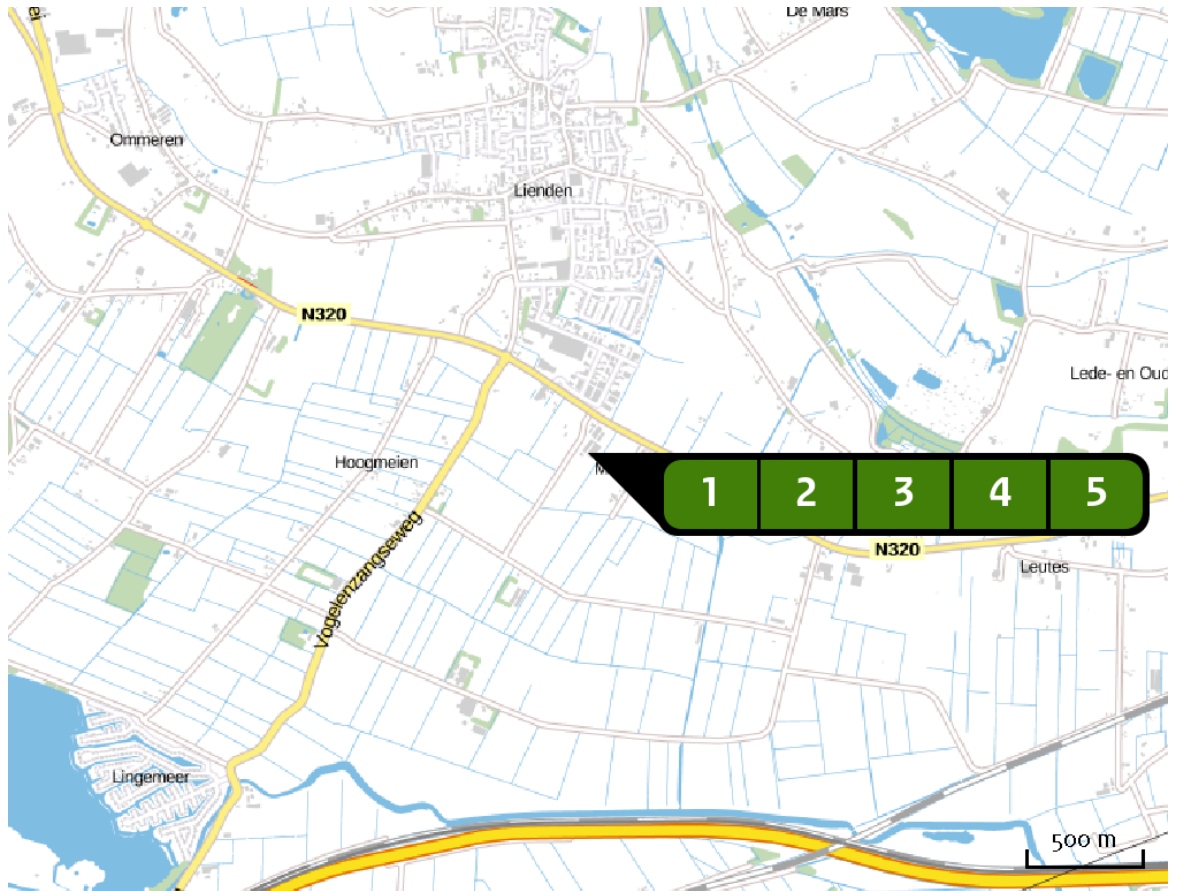 De Mars
ei
Ommeren
Lienden
N320
Lede- en Oud
Hoogmeien
M
1 2 3 4 5
N320
Leutes
Vogelenzangseweg
Lingemeer
500 m